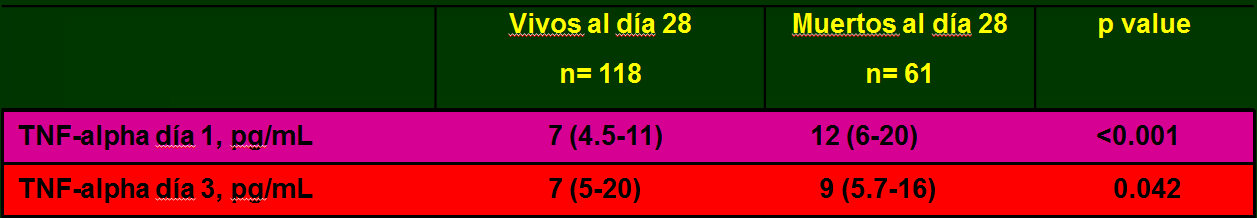 Vivos al día 28 Muertos al día 28 p value
n= 118 n= 61
TNF-alpha día 1, pg/mL 7 (4.5-11) 12 (6-20) <0.001
TNF-alpha día 3, pg/mL 7 (5-20) 9 (5.7-16) 0.042